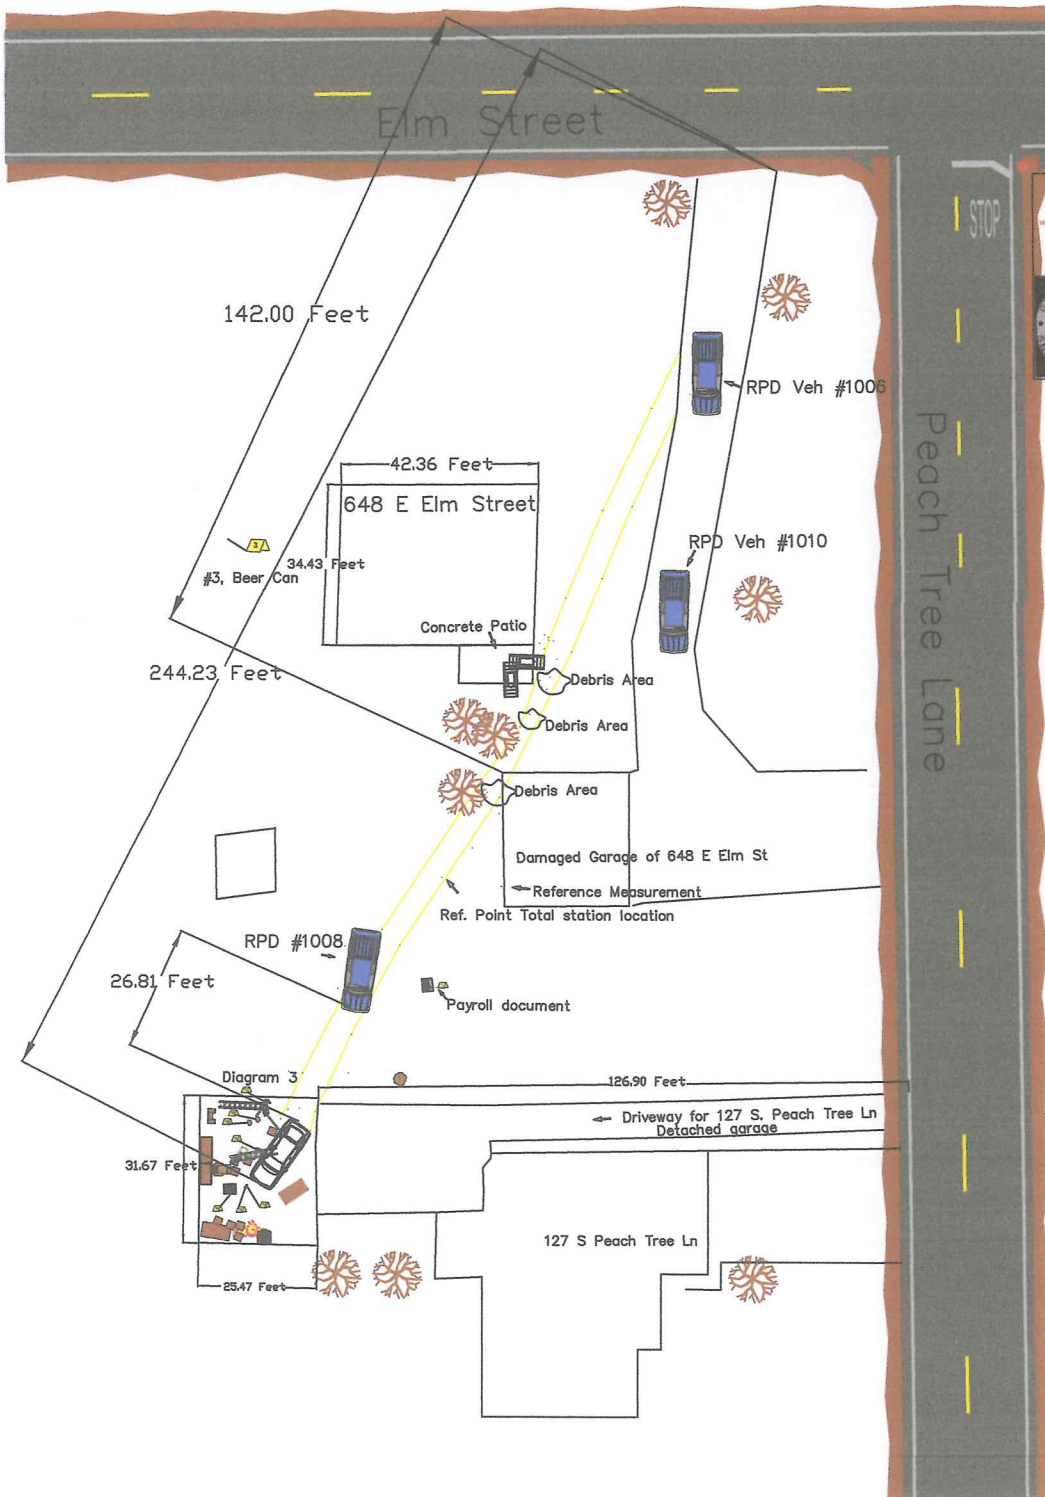 Elm Street
STOP
142.00 Feet
RPD Veh #1006
42.36 Feet
648 E Elm Street
Peach Tree Lane
RPD Veh #1010
3
34.43 Feet
#3, Beer Can
Concrete Patio
244.23 Feet
Debris Area
Debris Area
Debris Area
Damaged Garage of 648 E Elm St
Reference Measurement
Ref. Point Total station location
RPD #1008
26.81 Feet
Payroll document
Diagram 3
126.90 Feet
Driveway for 127 S. Peach Tree Ln
Detached garage
31.67 Feet
127 S Peach Tree Ln
25.47 Feet